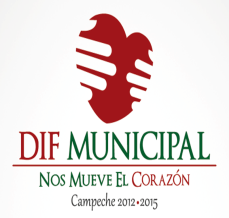 DIF MUNICIPAL
NOS MUEVE EL CORAZÓN
Campeche 2012•2015